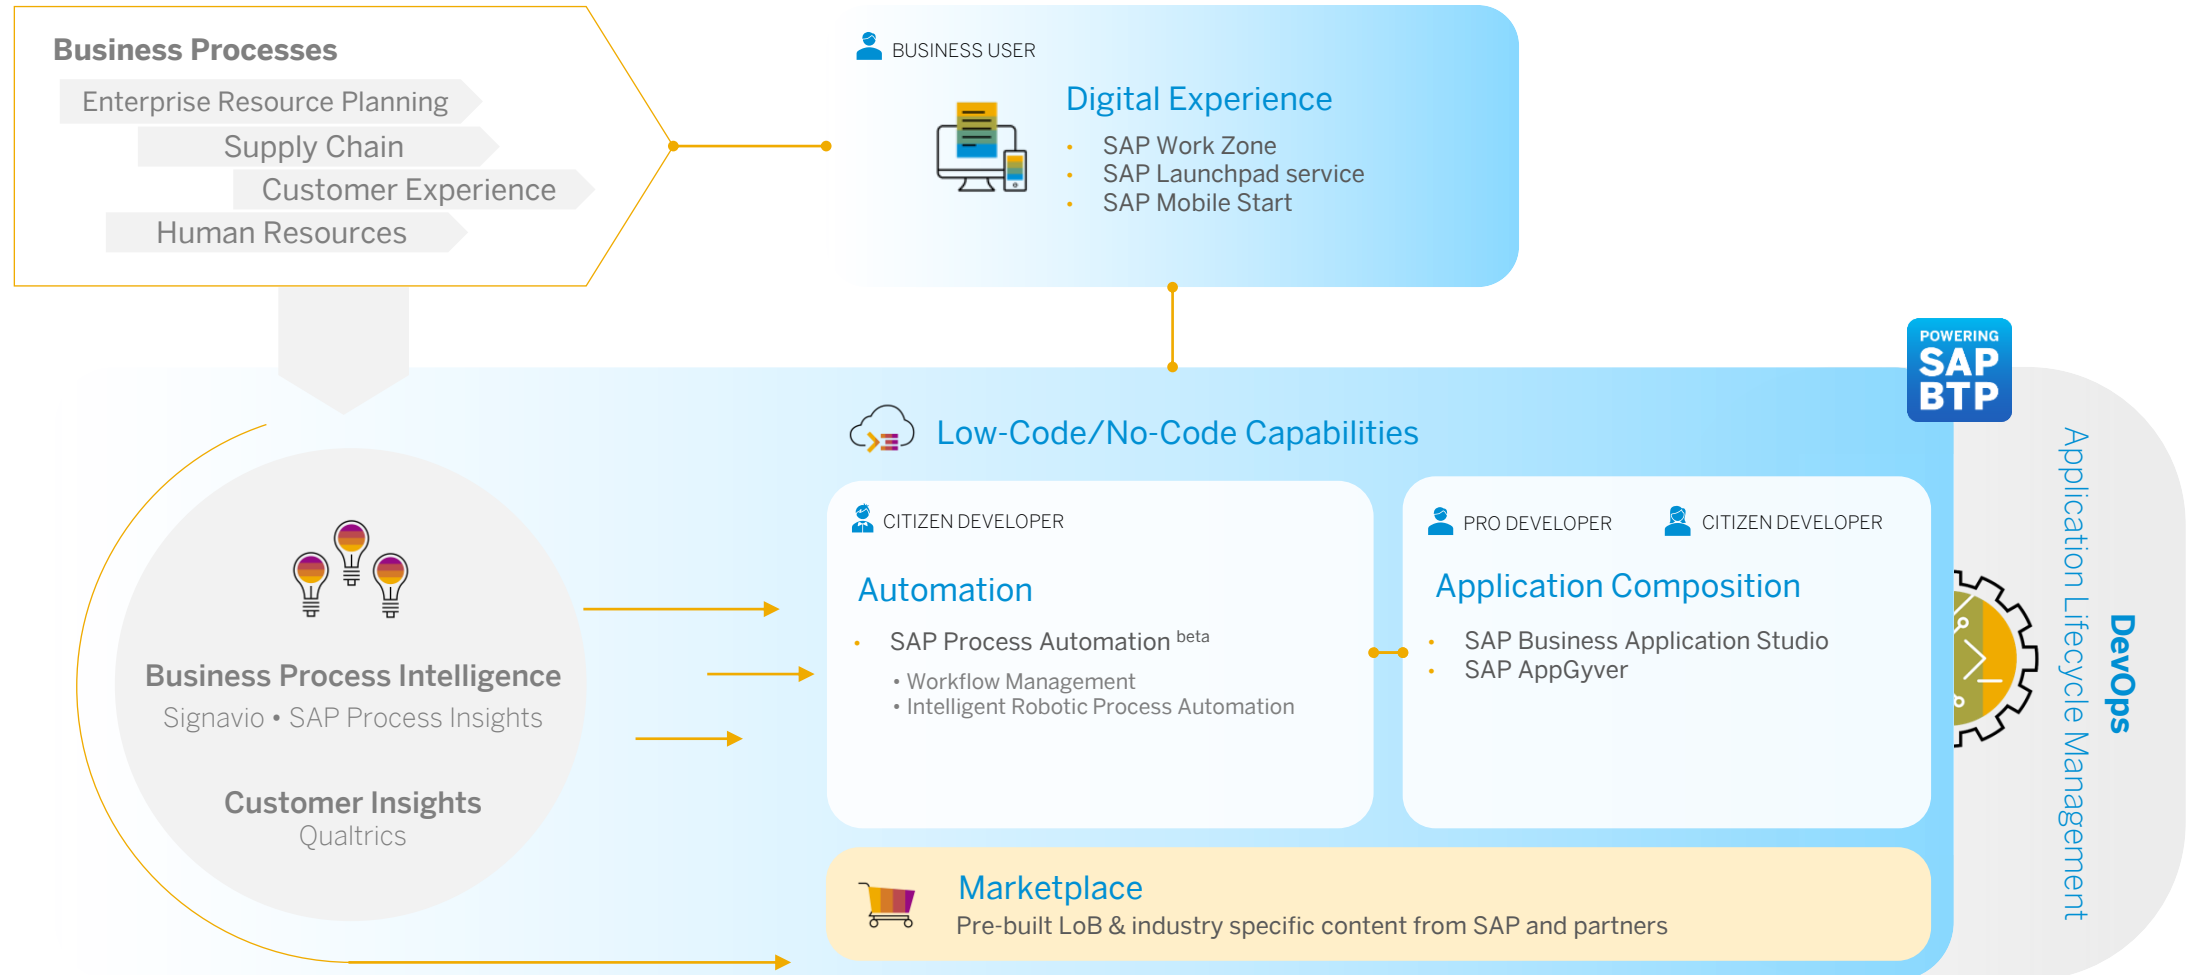 Business Processes
Enterprise Resource Planning
Supply Chain
Customer Experience
Human Resources
BUSINESS USER
Digital Experience
• SAP Work Zone
• SAP Launchpad service
• SAP Mobile Start
POWERING
SAP
BTP
Low-Code/No-Code Capabilities
Business Process Intelligence
Signavio • SAP Process Insights
Customer Insights
Qualtrics
CITIZEN DEVELOPER
Automation
• SAP Process Automation beta
• Workflow Management
• Intelligent Robotic Process Automation
PRO DEVELOPER
CITIZEN DEVELOPER
Application Composition
• SAP Business Application Studio
• SAP AppGyver
Marketplace
Pre-built LoB & industry specific content from SAP and partners
DevOps
Application Lifecycle Management